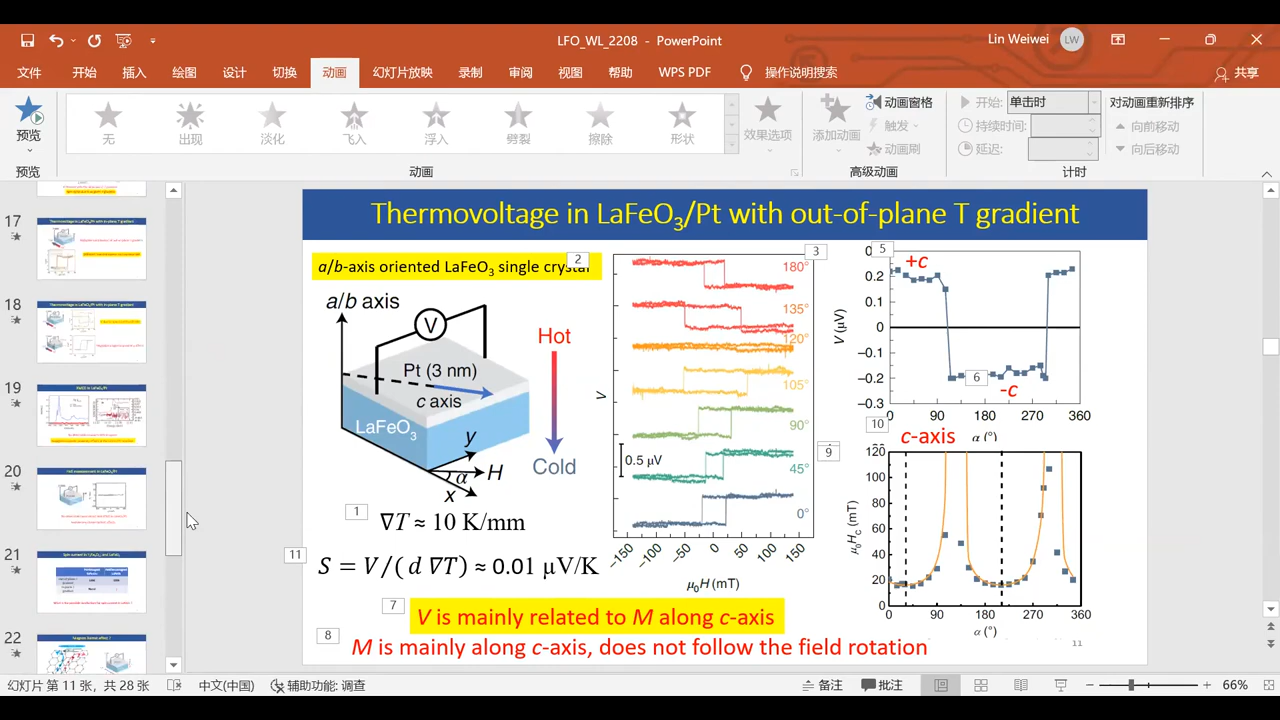 LFO_WL_2208 - PowerPoint
Lin Weiwei
LW
文件
开始
插入
绘图
设计
切换
动画
幻灯片放映
录制
审阅
视图
帮助
WPS PDF
操作说明搜索
共享
预览
无
出现
淡化
飞入
浮入
劈裂
擦除
形状
效果选项
添加动画
动画窗格
触发
动画刷
开始:
单击时
持续时间:
延迟:
对动画重新排序
向前移动
向后移动
预览
动画
高级动画
计时
17
18
19
20
21
22
Thermovoltage in LaFeO₃/Pt with out-of-plane T gradient
a/b-axis oriented LaFeO₃ single crystal
2
a/b axis
V
Hot
Pt (3 nm)
c axis
LaFeO₃
y
H
α
x
Cold
1
∇T ≈ 10 K/mm
11
S = V/(d ∇T) ≈ 0.01 μV/K
3
180°
135°
120°
105°
90°
45°
0°
V
0.5 μV
-150
-100
-50
0
50
100
150
μ₀H (mT)
5
+c
0.2
0.1
0
−0.1
−0.2
−0.3
V (μV)
6
-c
0
90
180
270
360
α (°)
10
c-axis
9
120
100
80
60
40
20
0
μ₀H_C (mT)
0
90
180
270
360
α (°)
7
V is mainly related to M along c-axis
8
M is mainly along c-axis, does not follow the field rotation
11
幻灯片 第 11 张，共 28 张
中文(中国)
辅助功能: 调查
备注
批注
66%